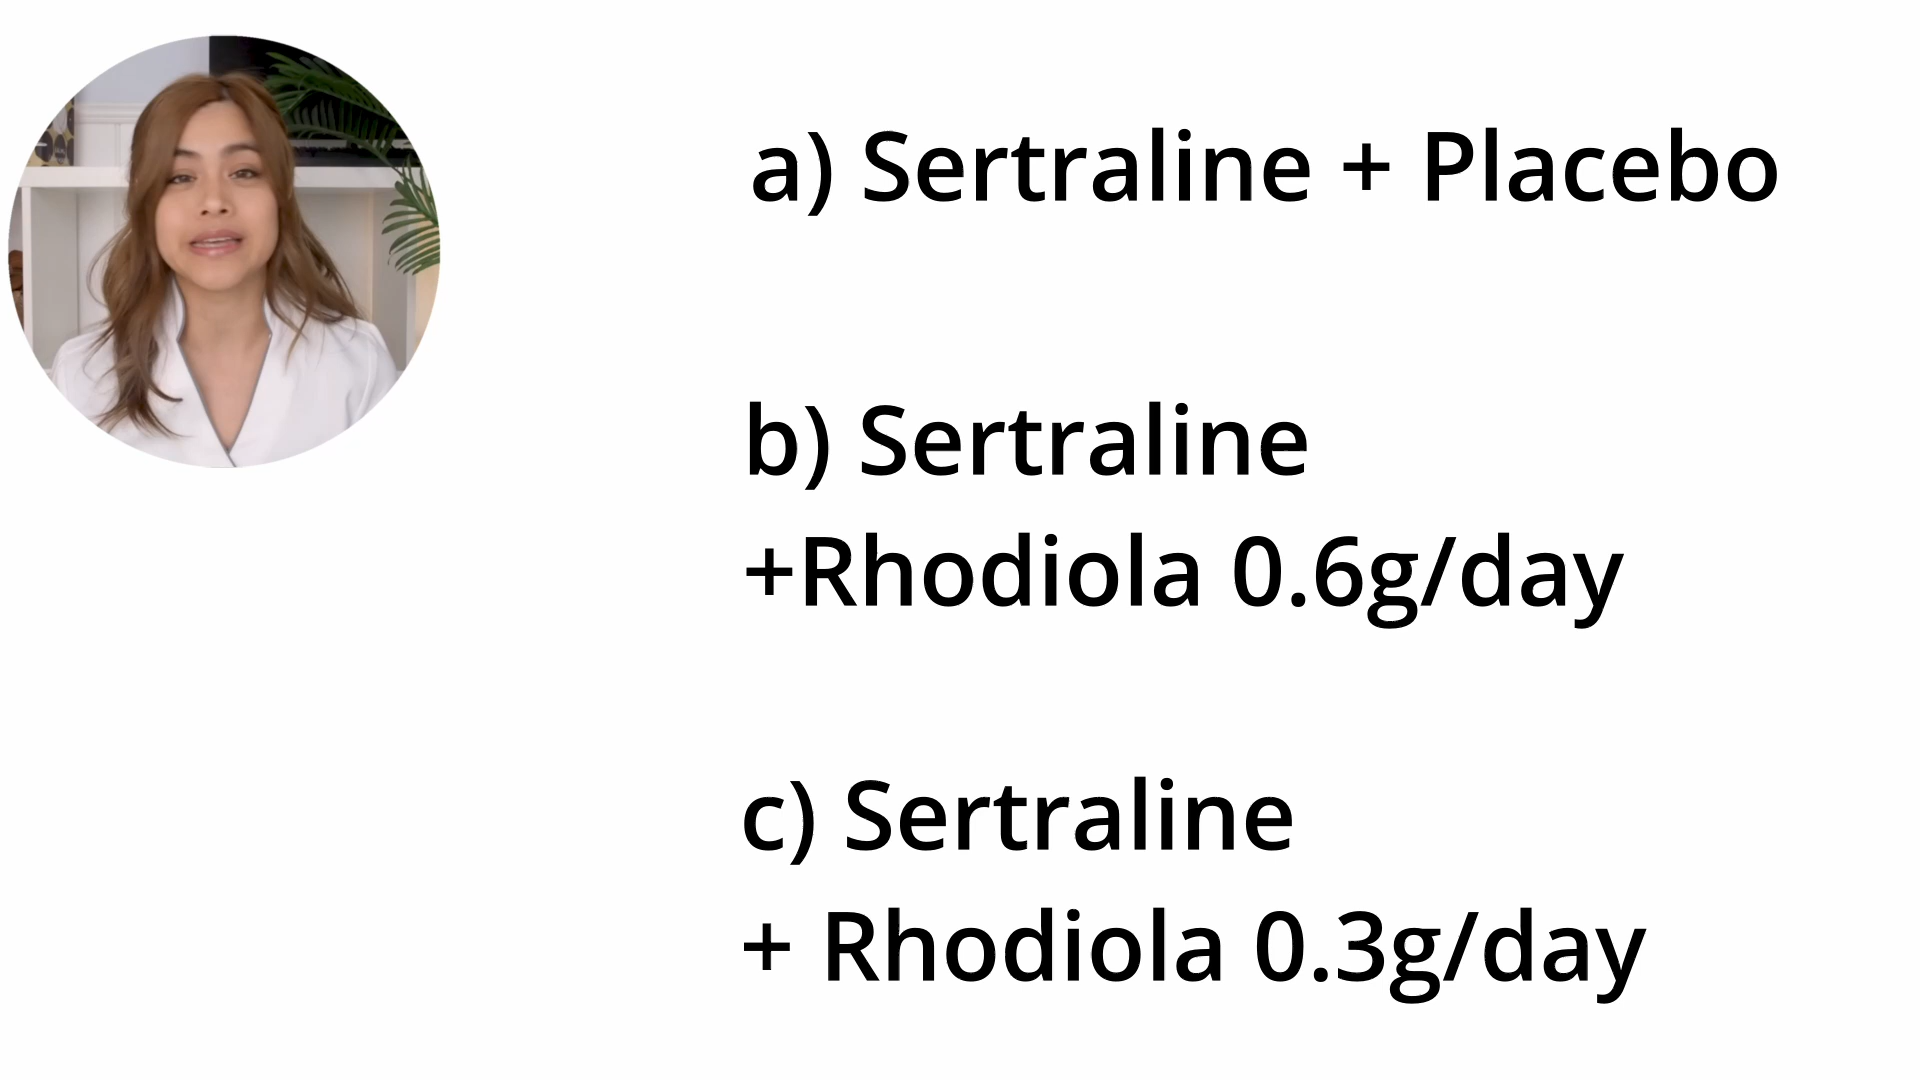 a) Sertraline + Placebo
b) Sertraline
+Rhodiola 0.6g/day
c) Sertraline
+ Rhodiola 0.3g/day